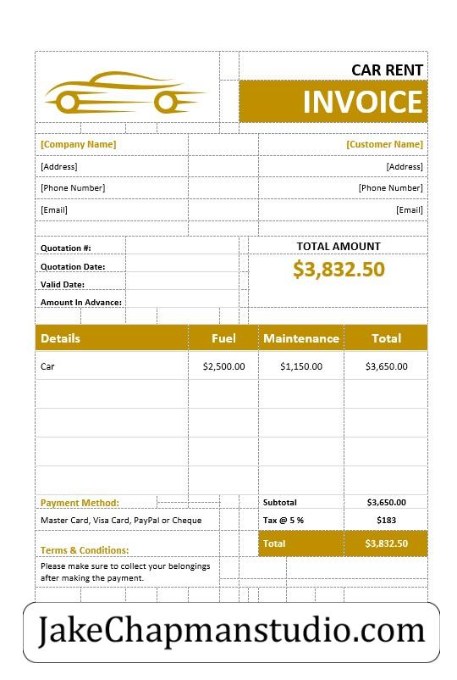 CAR RENT
INVOICE
[Company Name] [Customer Name]
[Address] [Address]
[Phone Number] [Phone Number]
[Email] [Email]
Quotation #: TOTAL AMOUNT
Quotation Date: $3,832.50
Valid Date:
Amount In Advance:
Details Fuel Maintenance Total
Car $2,500.00 $1,150.00 $3,650.00
Payment Method: Subtotal $3,650.00
Master Card, Visa Card, PayPal or Cheque Tax @ 5 % $183
Total $3,832.50
Terms & Conditions:
Please make sure to collect your belongings
after making the payment.
JakeChapmanstudio.com